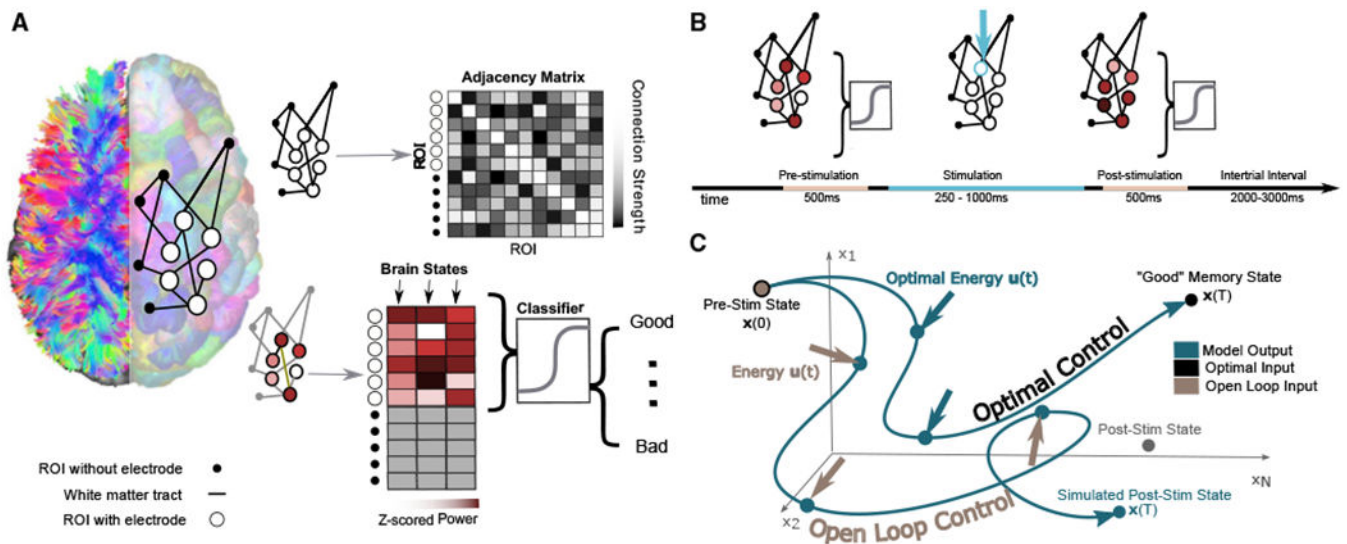 A
Adjacency Matrix
ROI
Connection Strength
ROI
Brain States
Classifier
Good
Bad
Z-scored Power
ROI without electrode
White matter tract
ROI with electrode
B
Pre-stimulation
Stimulation
Post-stimulation
Intertrial Interval
time
500ms
250 - 1000ms
500ms
2000-3000ms
C
x1
Optimal Energy u(t)
"Good" Memory State
x(T)
Pre-Stim State
x(0)
Energy u(t)
Optimal Control
Model Output
Optimal Input
Open Loop Input
Post-Stim State
xN
x2
Open Loop Control
Simulated Post-Stim State
x(T)